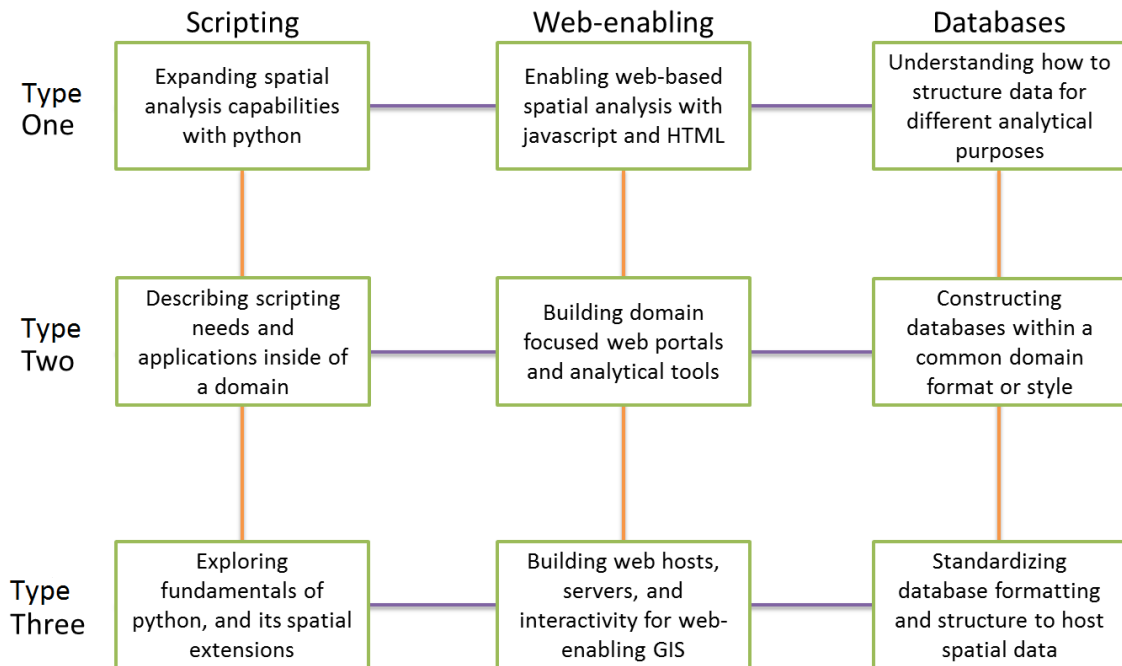 Scripting
Web-enabling
Databases
Type
One
Expanding spatial
analysis capabilities
with python
Enabling web-based
spatial analysis with
javascript and HTML
Understanding how to
structure data for
different analytical
purposes
Type
Two
Describing scripting
needs and
applications inside of
a domain
Building domain
focused web portals
and analytical tools
Constructing
databases within a
common domain
format or style
Type
Three
Exploring
fundamentals of
python, and its spatial
extensions
Building web hosts,
servers, and
interactivity for web-
enabling GIS
Standardizing
database formatting
and structure to host
spatial data